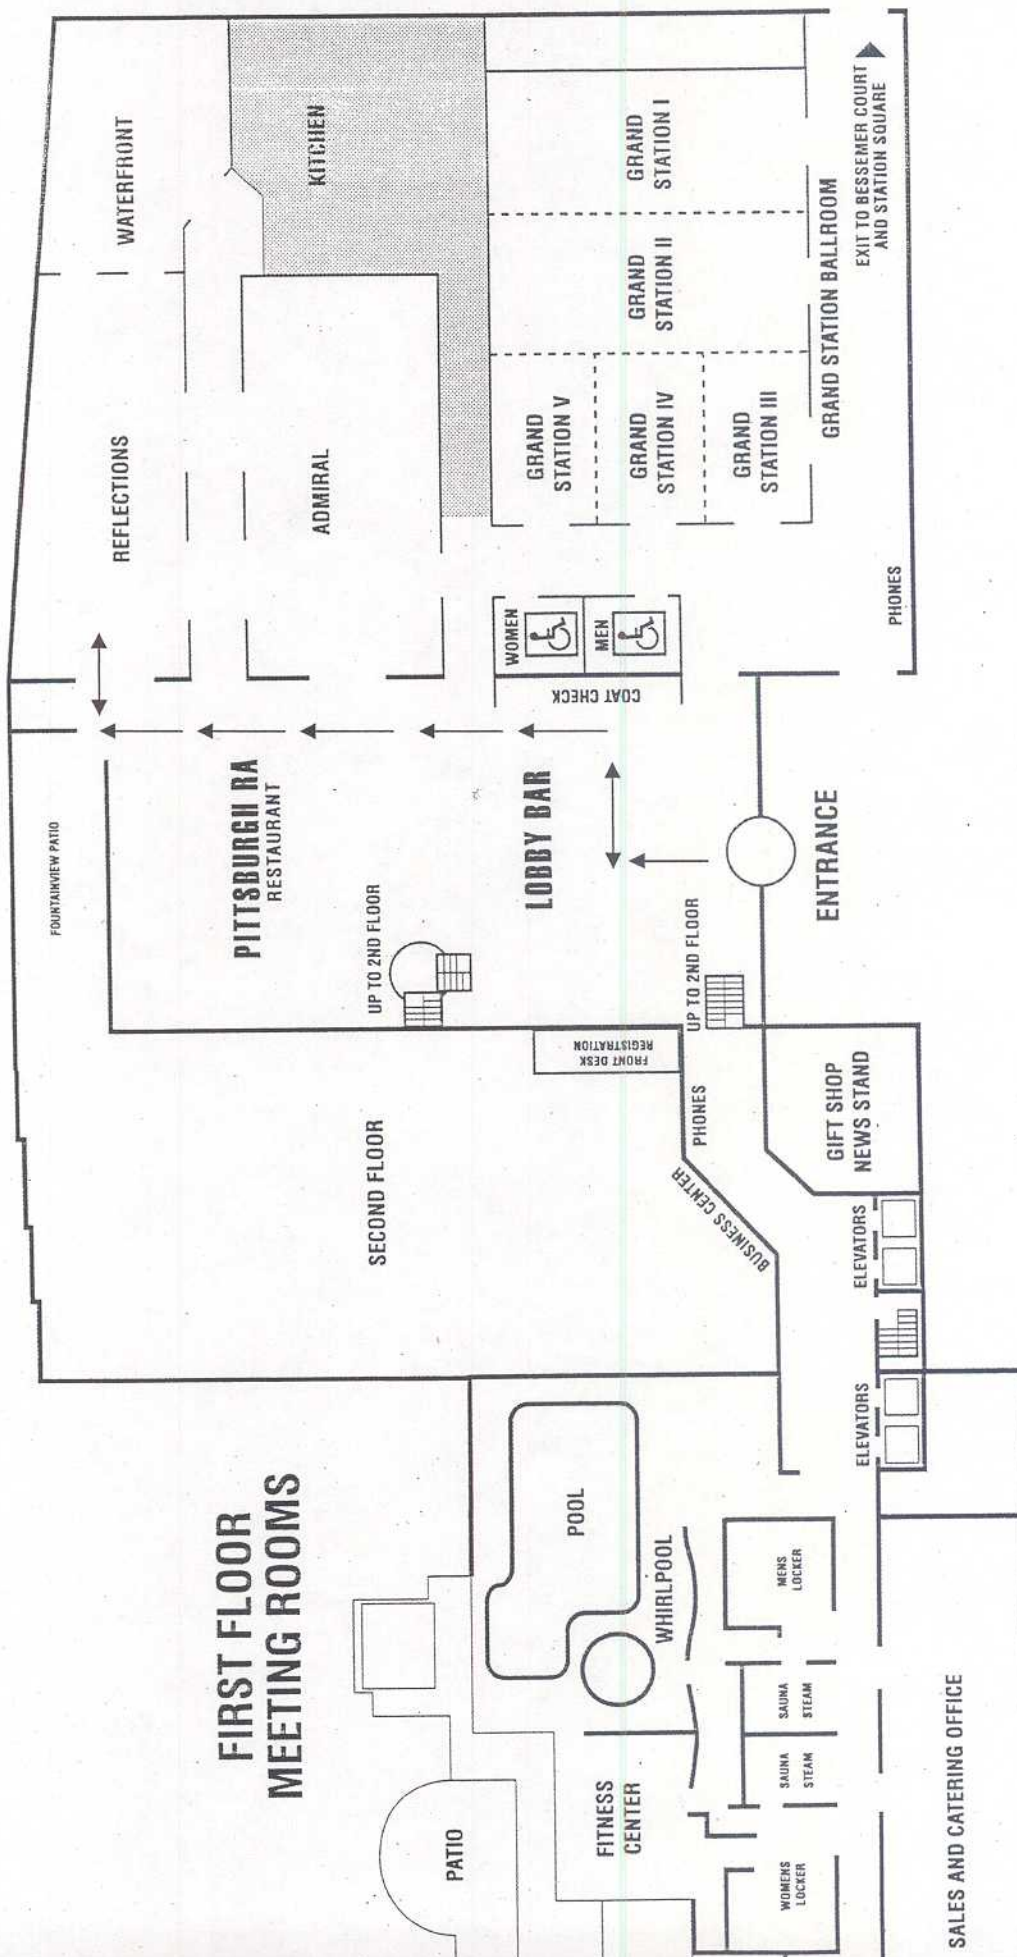 FIRST FLOOR
MEETING ROOMS
PATIO
FITNESS
CENTER
WOMENS
LOCKER
SAUNA
STEAM
SAUNA
STEAM
MENS
LOCKER
WHIRLPOOL
POOL
SALES AND CATERING OFFICE
ELEVATORS
ELEVATORS
SECOND FLOOR
BUSINESS CENTER
PHONES
GIFT SHOP
NEWS STAND
FRONT DESK
REGISTRATION
UP TO 2ND FLOOR
UP TO 2ND FLOOR
FOUNTAINVIEW PATIO
PITTSBURGH RA
RESTAURANT
LOBBY BAR
ENTRANCE
COAT CHECK
WOMEN
MEN
PHONES
REFLECTIONS
WATERFRONT
ADMIRAL
KITCHEN
GRAND
STATION V
GRAND
STATION IV
GRAND
STATION III
GRAND
STATION II
GRAND
STATION I
GRAND STATION BALLROOM
EXIT TO BESSEMER COURT
AND STATION SQUARE